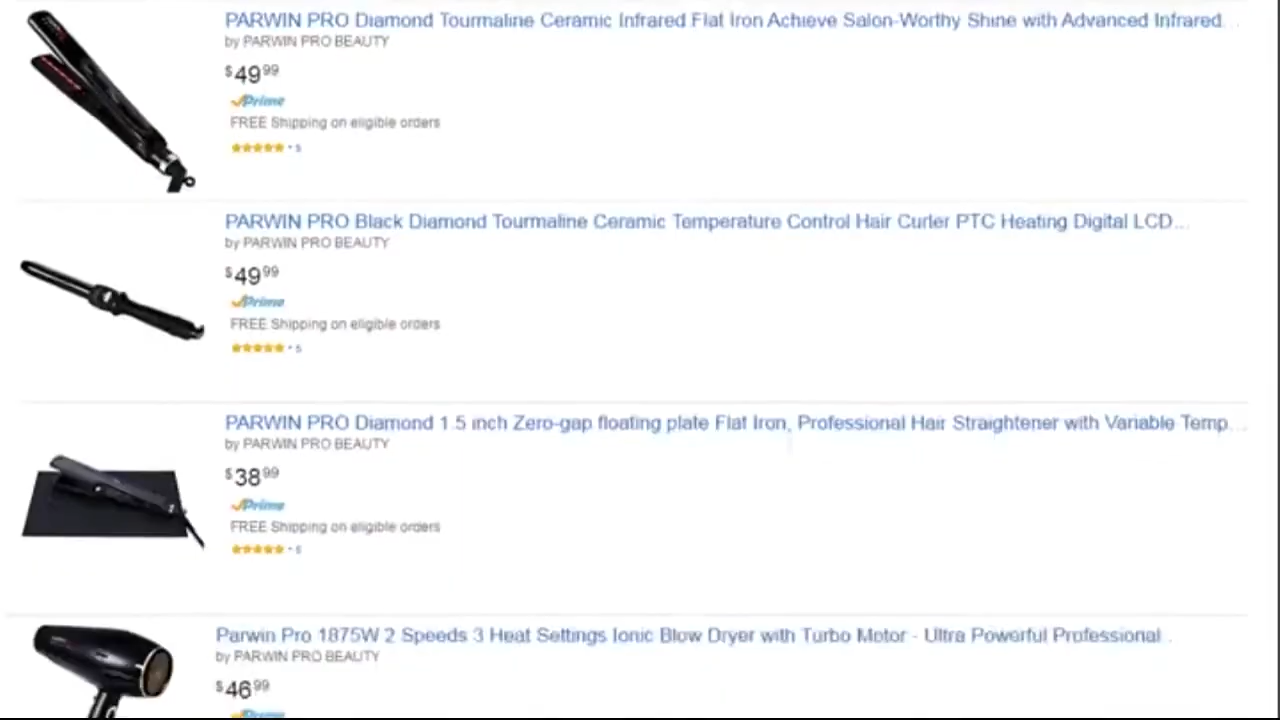 PARWIN PRO Diamond Tourmaline Ceramic Infrared Flat Iron Achieve Salon-Worthy Shine with Advanced Infrared...
by PARWIN PRO BEAUTY
$49 99
Prime
FREE Shipping on eligible orders
5
PARWIN PRO Black Diamond Tourmaline Ceramic Temperature Control Hair Curler PTC Heating Digital LCD...
by PARWIN PRO BEAUTY
$49 99
Prime
FREE Shipping on eligible orders
5
PARWIN PRO Diamond 1.5 inch Zero-gap floating plate Flat Iron, Professional Hair Straightener with Variable Temp...
by PARWIN PRO BEAUTY
$38 99
Prime
FREE Shipping on eligible orders
Parwin Pro 1875W 2 Speeds 3 Heat Settings Ionic Blow Dryer with Turbo Motor - Ultra Powerful Professional...
by PARWIN PRO BEAUTY
$46 99
Prime